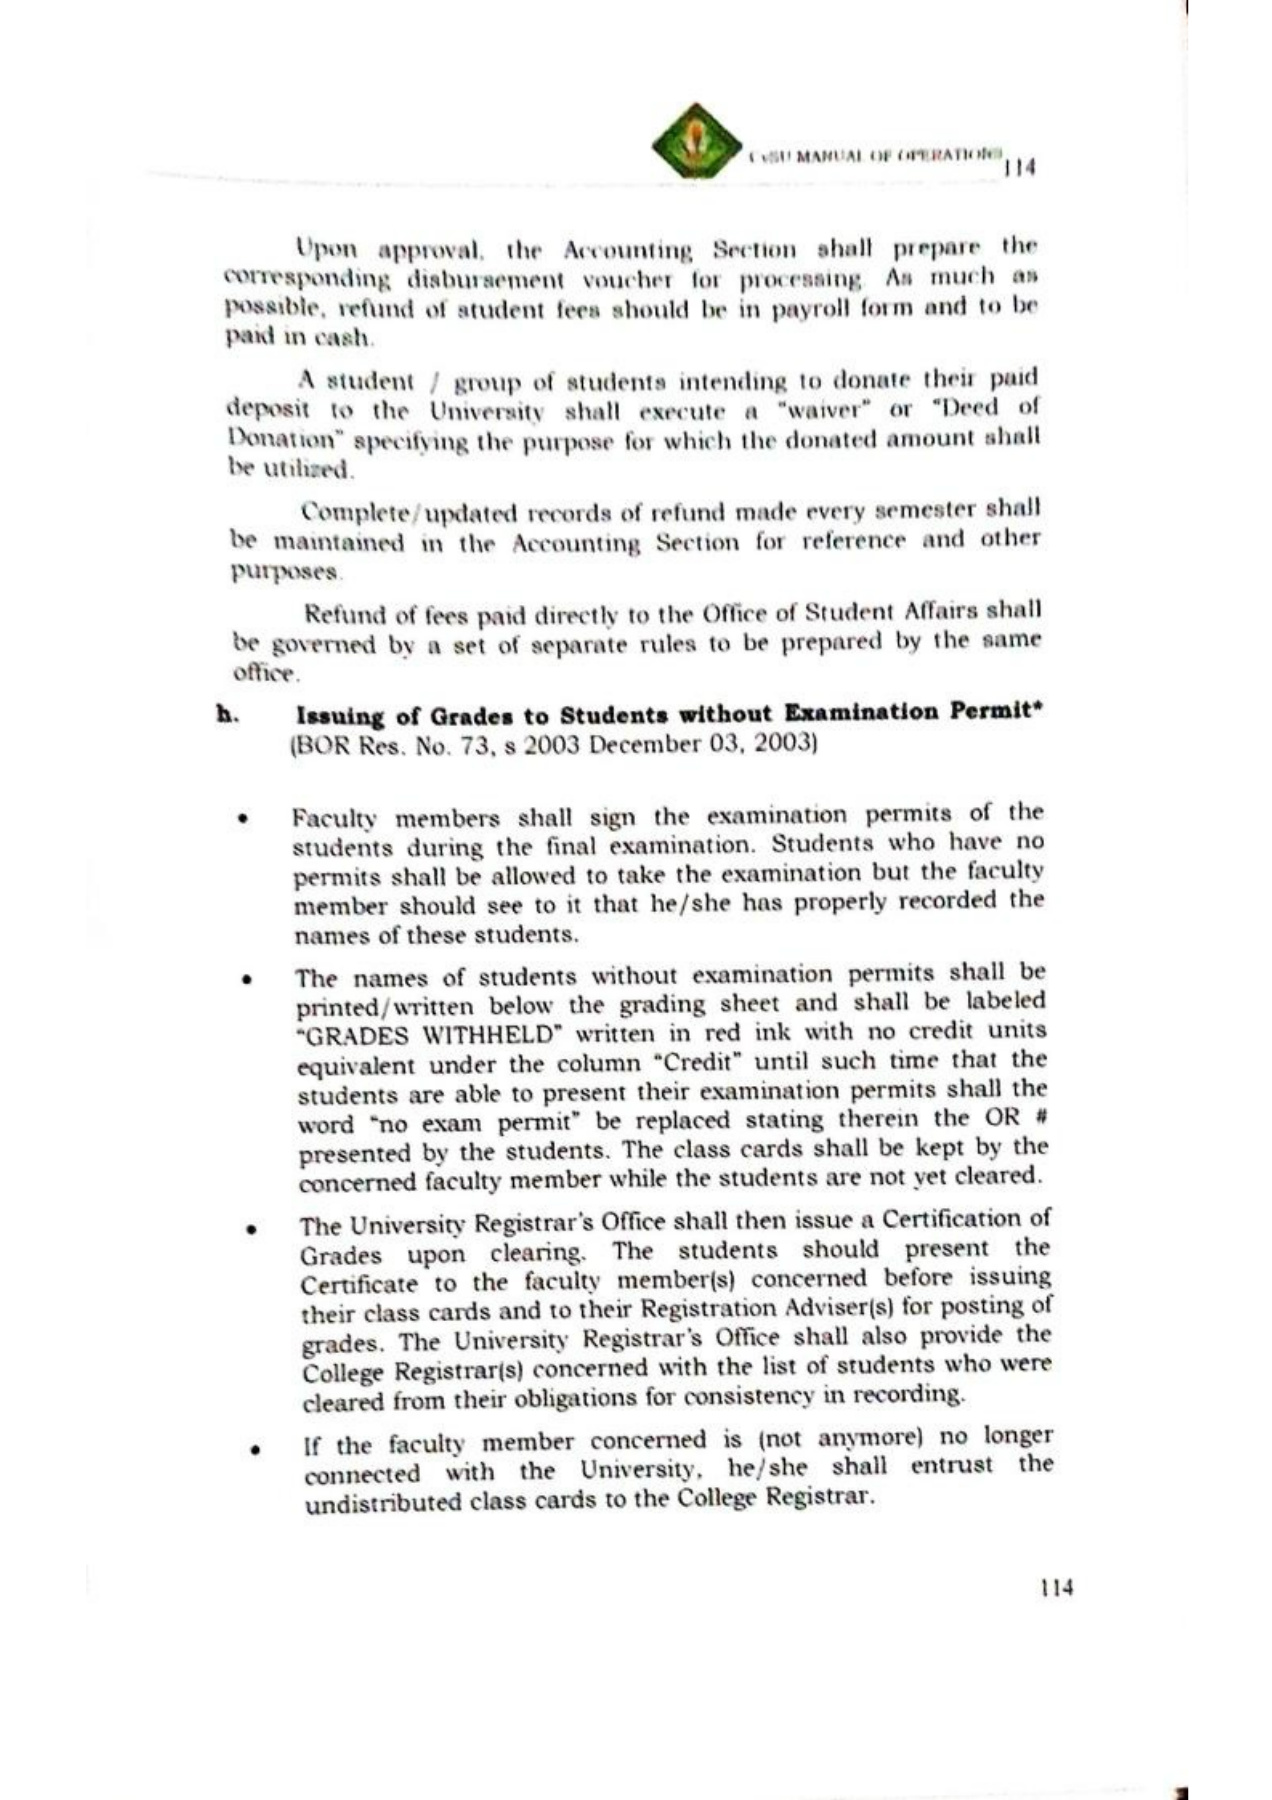 CvSU MANUAL OF OPERATIONS
114
Upon approval, the Accounting Section shall prepare the
corresponding disbursement voucher for processing. As much as
possible, refund of student fees should be in payroll form and to be
paid in cash.
A student / group of students intending to donate their paid
deposit to the University shall execute a "waiver" or "Deed of
Donation" specifying the purpose for which the donated amount shall
be utilized.
Complete/updated records of refund made every semester shall
be maintained in the Accounting Section for reference and other
purposes.
Refund of fees paid directly to the Office of Student Affairs shall
be governed by a set of separate rules to be prepared by the same
office.
h. Issuing of Grades to Students without Examination Permit*
(BOR Res. No. 73, s 2003 December 03, 2003)
• Faculty members shall sign the examination permits of the
students during the final examination. Students who have no
permits shall be allowed to take the examination but the faculty
member should see to it that he/she has properly recorded the
names of these students.
• The names of students without examination permits shall be
printed/written below the grading sheet and shall be labeled
"GRADES WITHHELD" written in red ink with no credit units
equivalent under the column "Credit" until such time that the
students are able to present their examination permits shall the
word "no exam permit" be replaced stating therein the OR #
presented by the students. The class cards shall be kept by the
concerned faculty member while the students are not yet cleared.
• The University Registrar's Office shall then issue a Certification of
Grades upon clearing. The students should present the
Certificate to the faculty member(s) concerned before issuing
their class cards and to their Registration Adviser(s) for posting of
grades. The University Registrar's Office shall also provide the
College Registrar(s) concerned with the list of students who were
cleared from their obligations for consistency in recording.
• If the faculty member concerned is (not anymore) no longer
connected with the University, he/she shall entrust the
undistributed class cards to the College Registrar.
114